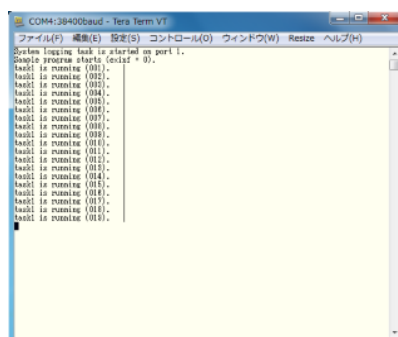 COM4:38400baud - Tera Term VT
ファイル(F) 編集(E) 設定(S) コントロール(O) ウィンドウ(W) Resize ヘルプ(H)
System logging task is started on port 1.
Sample program starts (exinf = 0).
task1 is running (001).
task1 is running (002).
task1 is running (003).
task1 is running (004).
task1 is running (005).
task1 is running (006).
task1 is running (007).
task1 is running (008).
task1 is running (009).
task1 is running (010).
task1 is running (011).
task1 is running (012).
task1 is running (013).
task1 is running (014).
task1 is running (015).
task1 is running (016).
task1 is running (017).
task1 is running (018).
task1 is running (019).